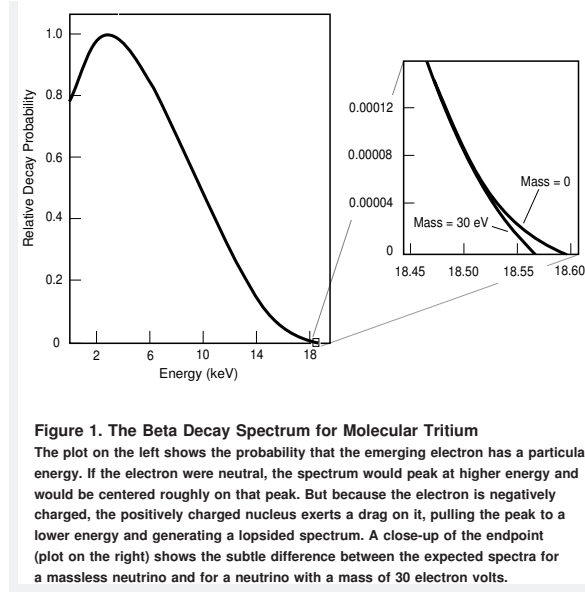 1.0
0.8
0.6
0.4
0.2
0
Relative Decay Probability
2 6 10 14 18
Energy (keV)
0.00012
0.00008
0.00004
0
Mass = 0
Mass = 30 eV
18.45 18.50 18.55 18.60
Figure 1. The Beta Decay Spectrum for Molecular Tritium
The plot on the left shows the probability that the emerging electron has a particula
energy. If the electron were neutral, the spectrum would peak at higher energy and
would be centered roughly on that peak. But because the electron is negatively
charged, the positively charged nucleus exerts a drag on it, pulling the peak to a
lower energy and generating a lopsided spectrum. A close-up of the endpoint
(plot on the right) shows the subtle difference between the expected spectra for
a massless neutrino and for a neutrino with a mass of 30 electron volts.